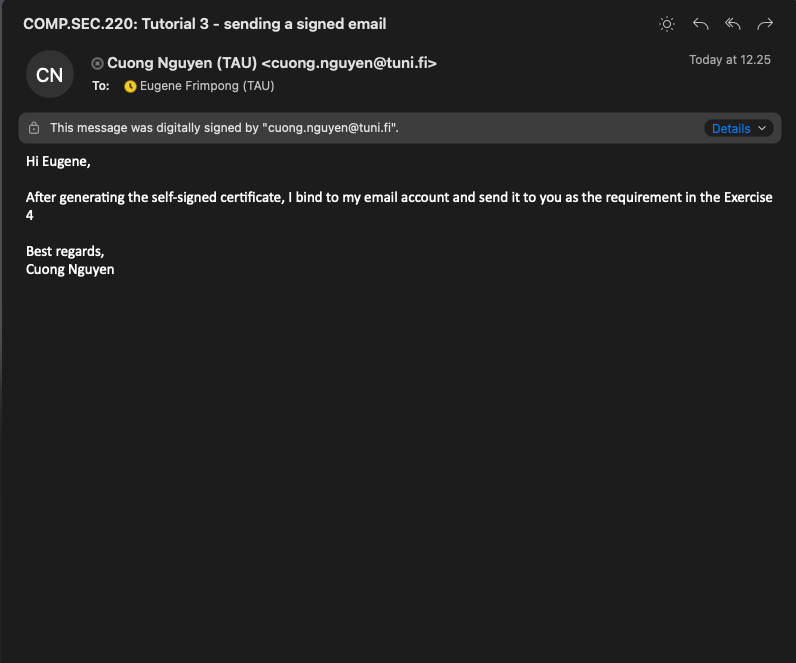 COMP.SEC.220: Tutorial 3 - sending a signed email
CN
Cuong Nguyen (TAU) <cuong.nguyen@tuni.fi>
Today at 12.25
To: Eugene Frimpong (TAU)
This message was digitally signed by "cuong.nguyen@tuni.fi".
Details
Hi Eugene,
After generating the self-signed certificate, I bind to my email account and send it to you as the requirement in the Exercise
4
Best regards,
Cuong Nguyen